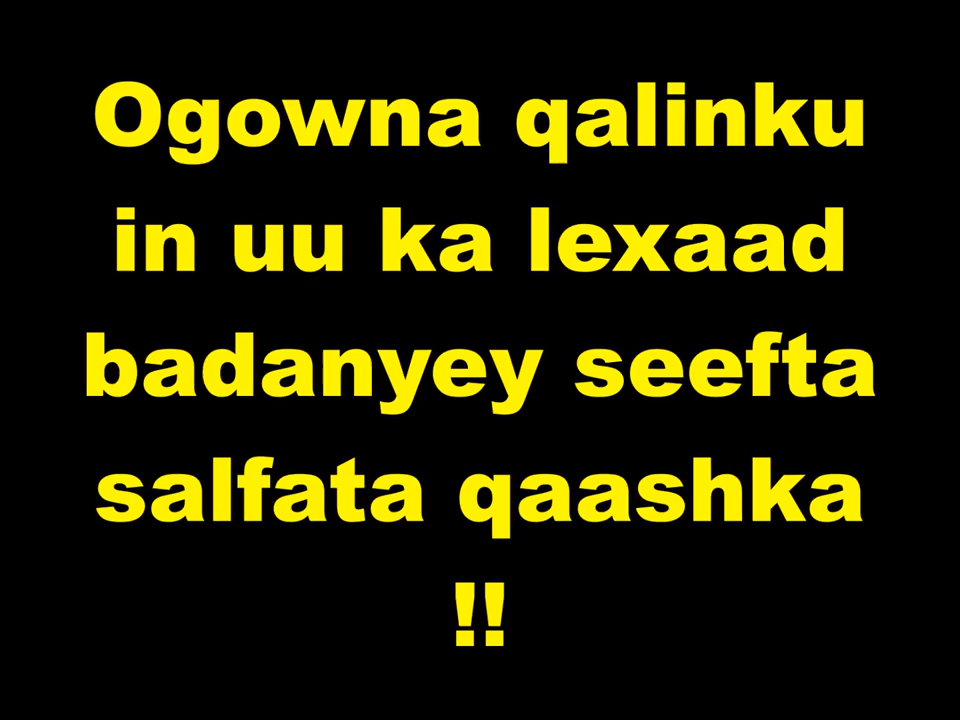 Ogowna qalinku
in uu ka lexaad
badanyey seefta
salfata qaashka
!!